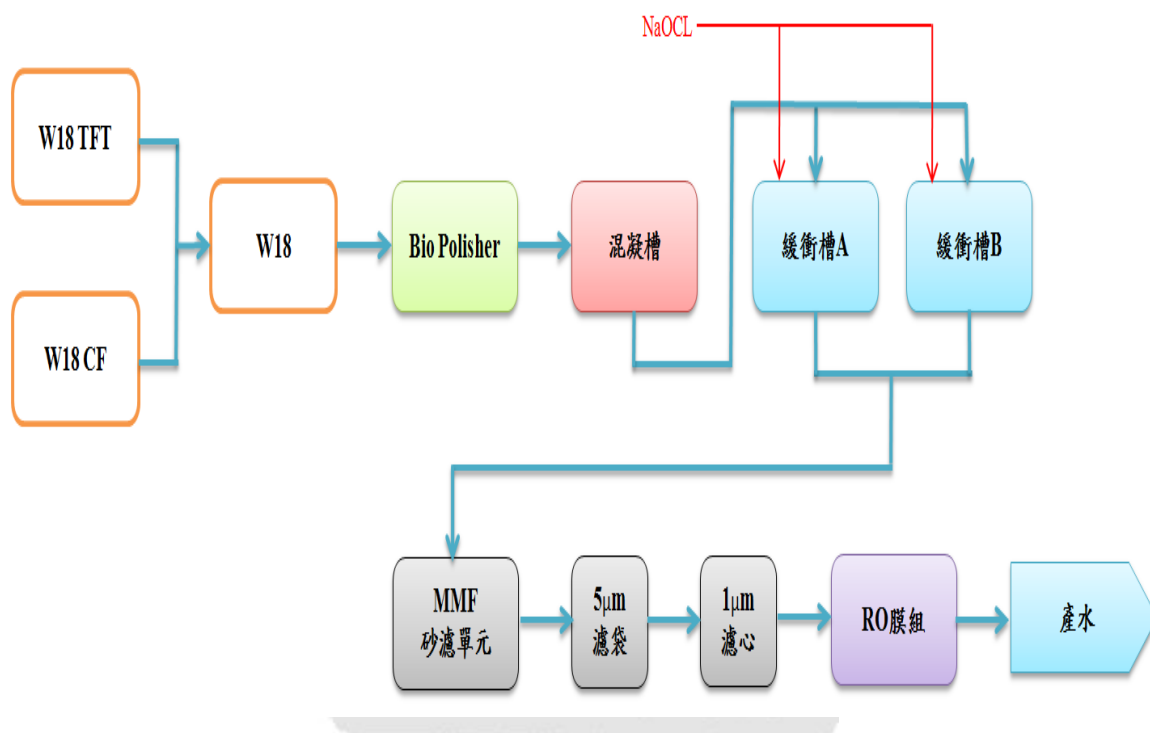 NaOCL
W18 TFT
W18 CF
W18
Bio Polisher
混凝槽
緩衝槽A
緩衝槽B
MMF
砂濾單元
5μm
濾袋
1μm
濾心
RO膜組
產水